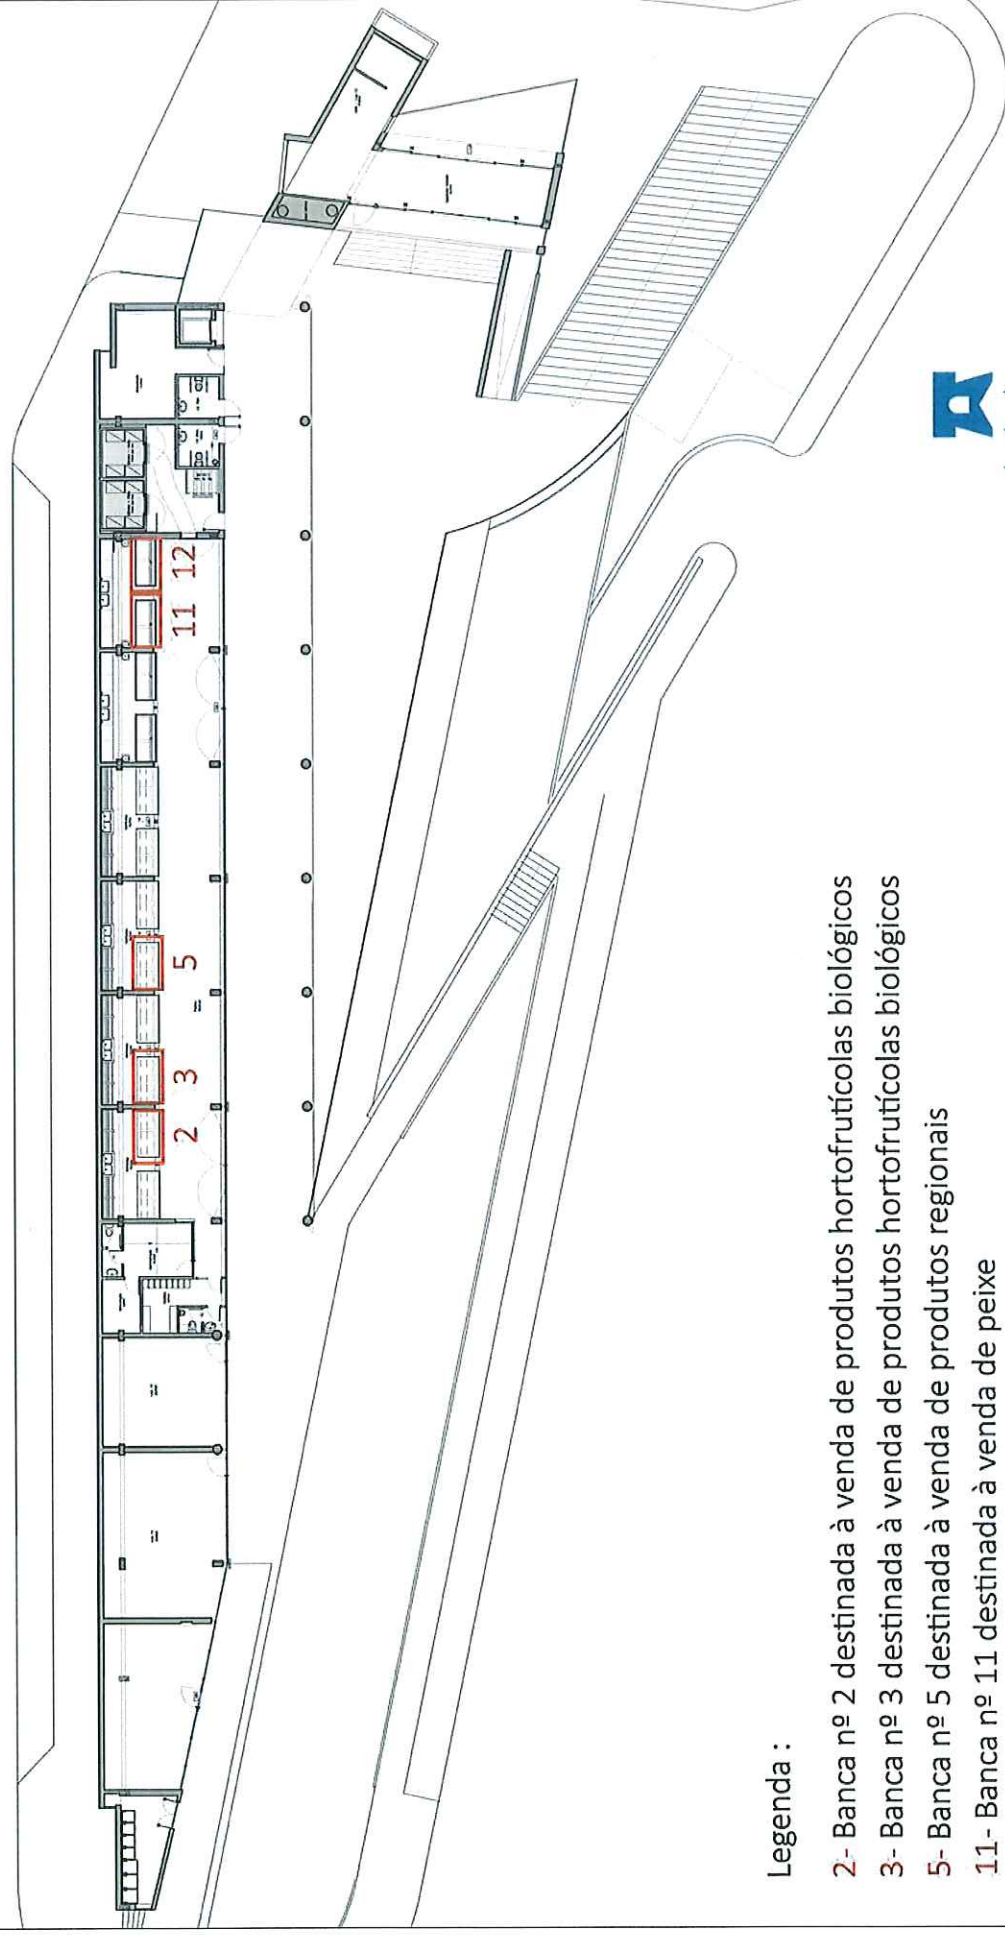 12
11
5
3
2
Legenda :
2- Banca nº 2 destinada à venda de produtos hortofrutícolas biológicos
3- Banca nº 3 destinada à venda de produtos hortofrutícolas biológicos
5- Banca nº 5 destinada à venda de produtos regionais
11- Banca nº 11 destinada à venda de peixe